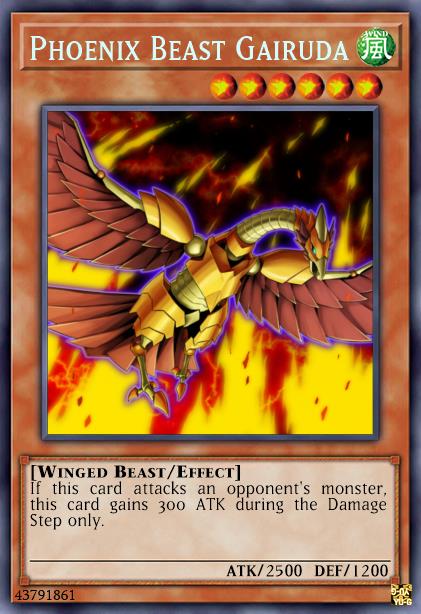 PHOENIX BEAST GAIRUDA
WIND
風
[WINGED BEAST/EFFECT]
If this card attacks an opponent's monster,
this card gains 300 ATK during the Damage
Step only.
ATK/2500 DEF/1200
43791861